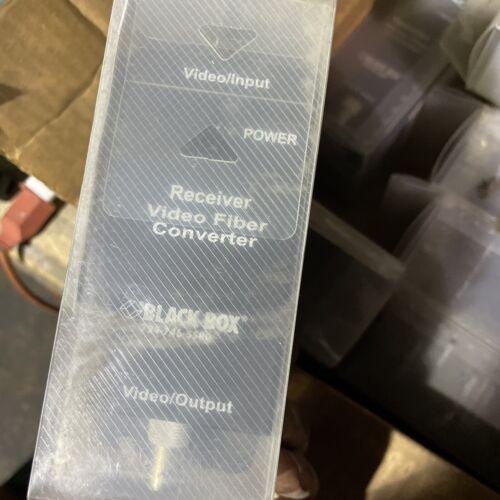 Video/Input
POWER
Receiver
Video Fiber
Converter
BLACK BOX®
Video/Output